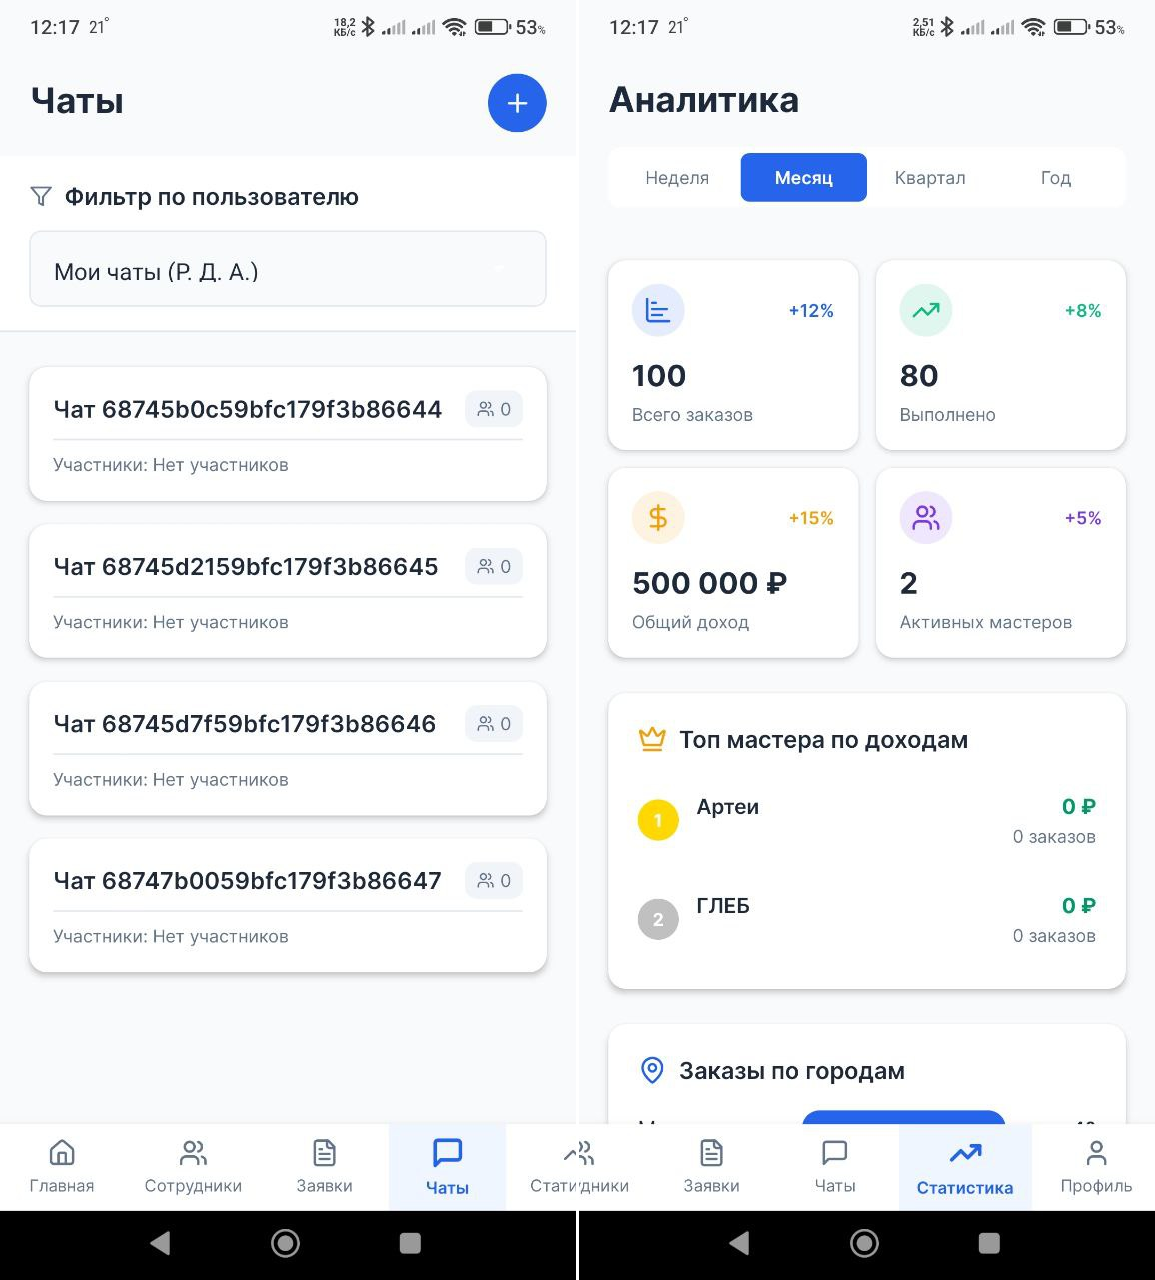 12:17 21°
18,2 КБ/с 53%
Чаты
Фильтр по пользователю
Мои чаты (Р. Д. А.)
Чат 68745b0c59bfc179f3b86644 0
Участники: Нет участников
Чат 68745d2159bfc179f3b86645 0
Участники: Нет участников
Чат 68745d7f59bfc179f3b86646 0
Участники: Нет участников
Чат 68747b0059bfc179f3b86647 0
Участники: Нет участников
Главная Сотрудники Заявки Чаты Стати
12:17 21°
2,51 КБ/с 53%
Аналитика
Неделя Месяц Квартал Год
+12%
100
Всего заказов
+8%
80
Выполнено
+15%
500 000 ₽
Общий доход
+5%
2
Активных мастеров
Топ мастера по доходам
1 Артеи 0 ₽
0 заказов
2 ГЛЕБ 0 ₽
0 заказов
Заказы по городам
дники Заявки Чаты Статистика Профиль